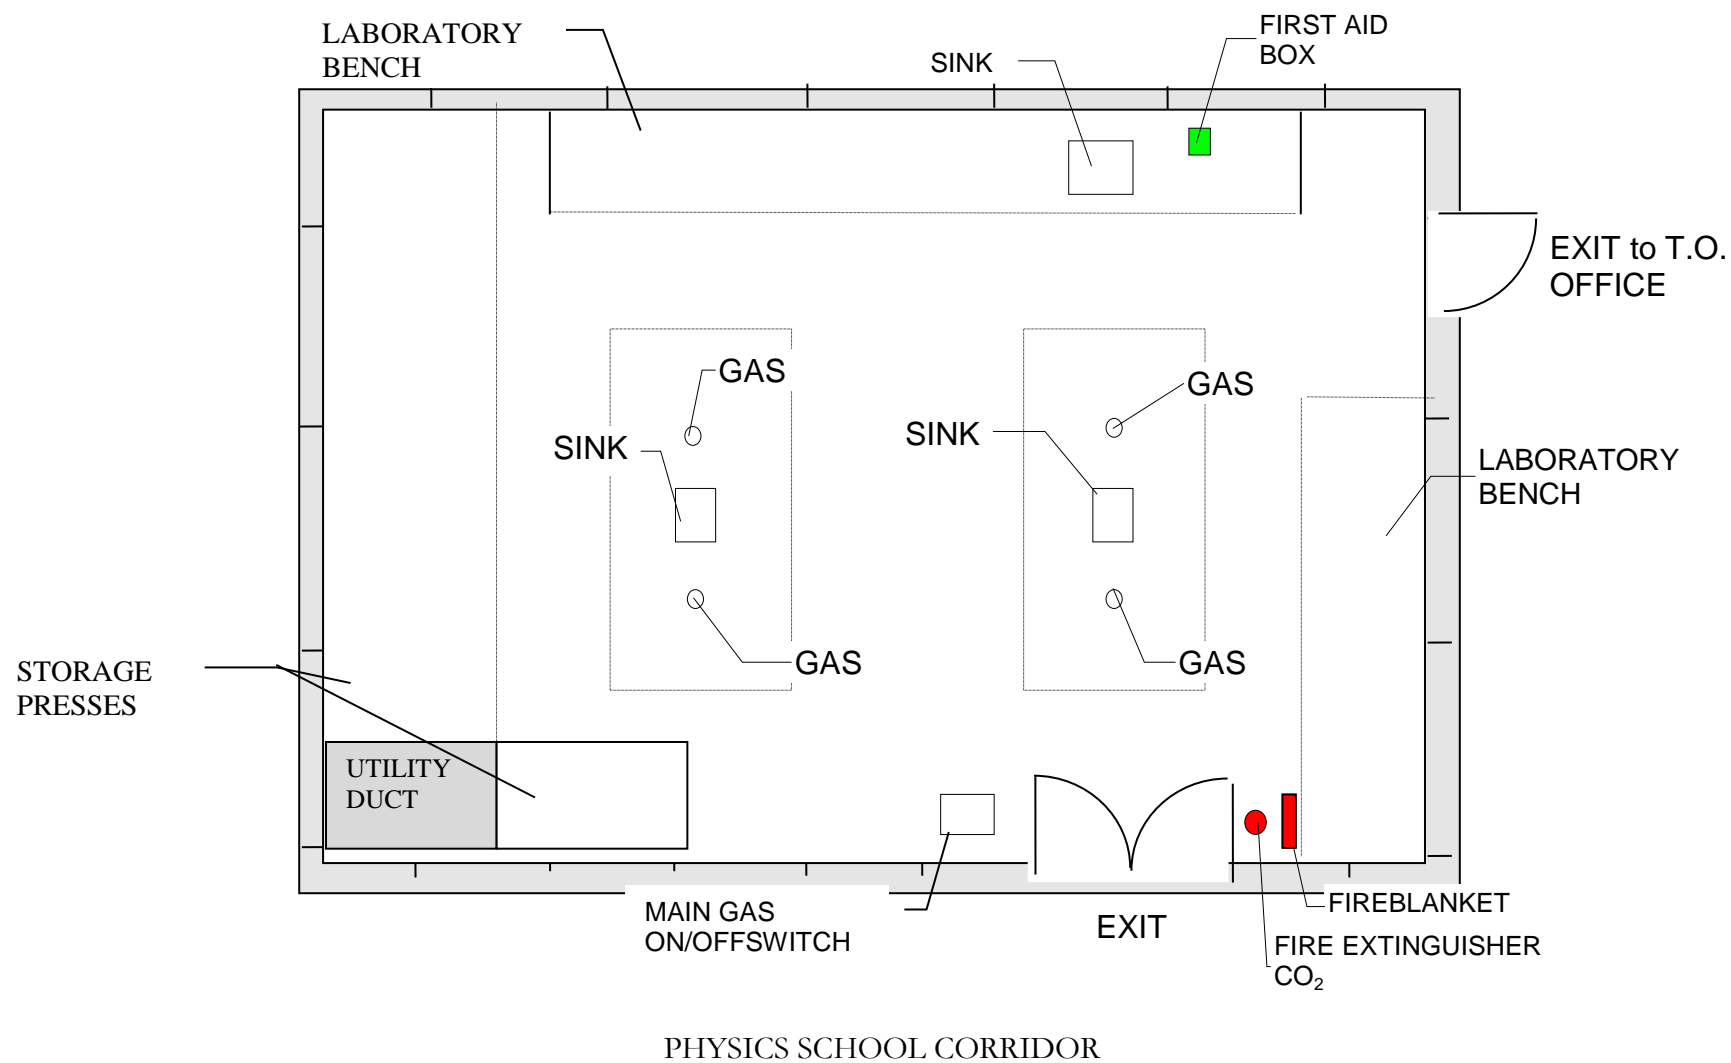 LABORATORY
BENCH
SINK
FIRST AID
BOX
EXIT to T.O.
OFFICE
GAS
GAS
SINK
SINK
LABORATORY
BENCH
GAS
GAS
STORAGE
PRESSES
UTILITY
DUCT
MAIN GAS
ON/OFFSWITCH
EXIT
FIREBLANKET
FIRE EXTINGUISHER
CO₂
PHYSICS SCHOOL CORRIDOR